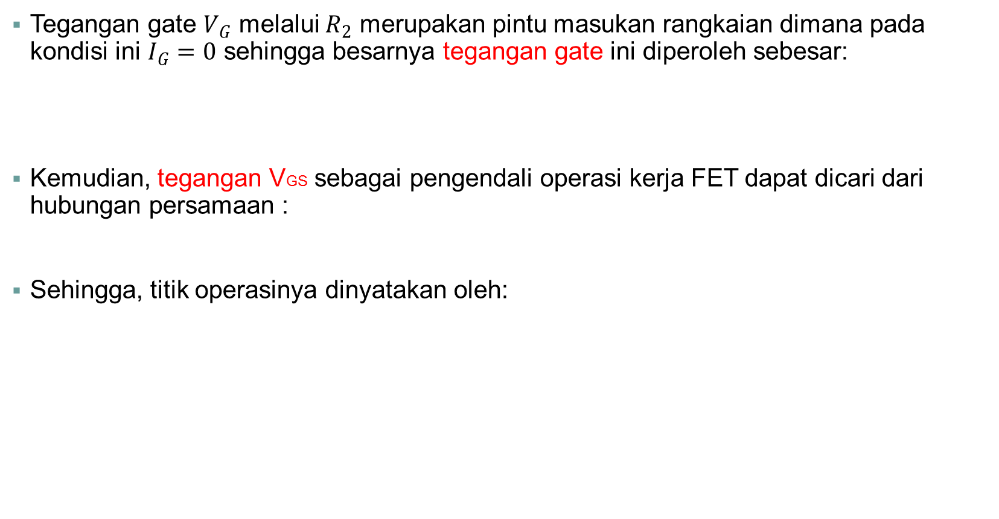 ▪ Tegangan gate $V_G$ melalui $R_2$ merupakan pintu masukan rangkaian dimana pada
kondisi ini $I_G = 0$ sehingga besarnya tegangan gate ini diperoleh sebesar:
▪ Kemudian, tegangan V<sub>GS</sub> sebagai pengendali operasi kerja FET dapat dicari dari
hubungan persamaan :
▪ Sehingga, titik operasinya dinyatakan oleh: